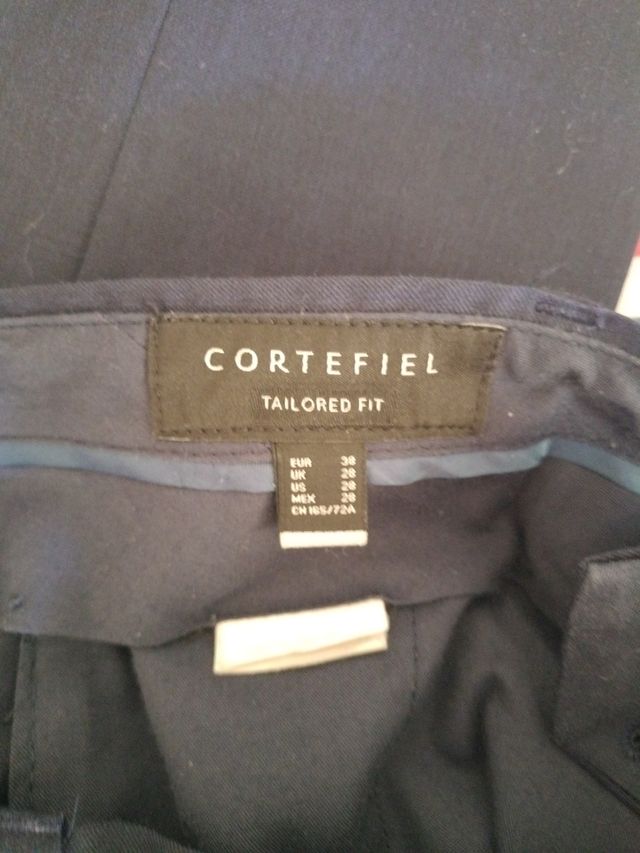 CORTEFIEL
TAILORED FIT
EUR 38
UK 28
US 28
MEX 28
CH 165/72A